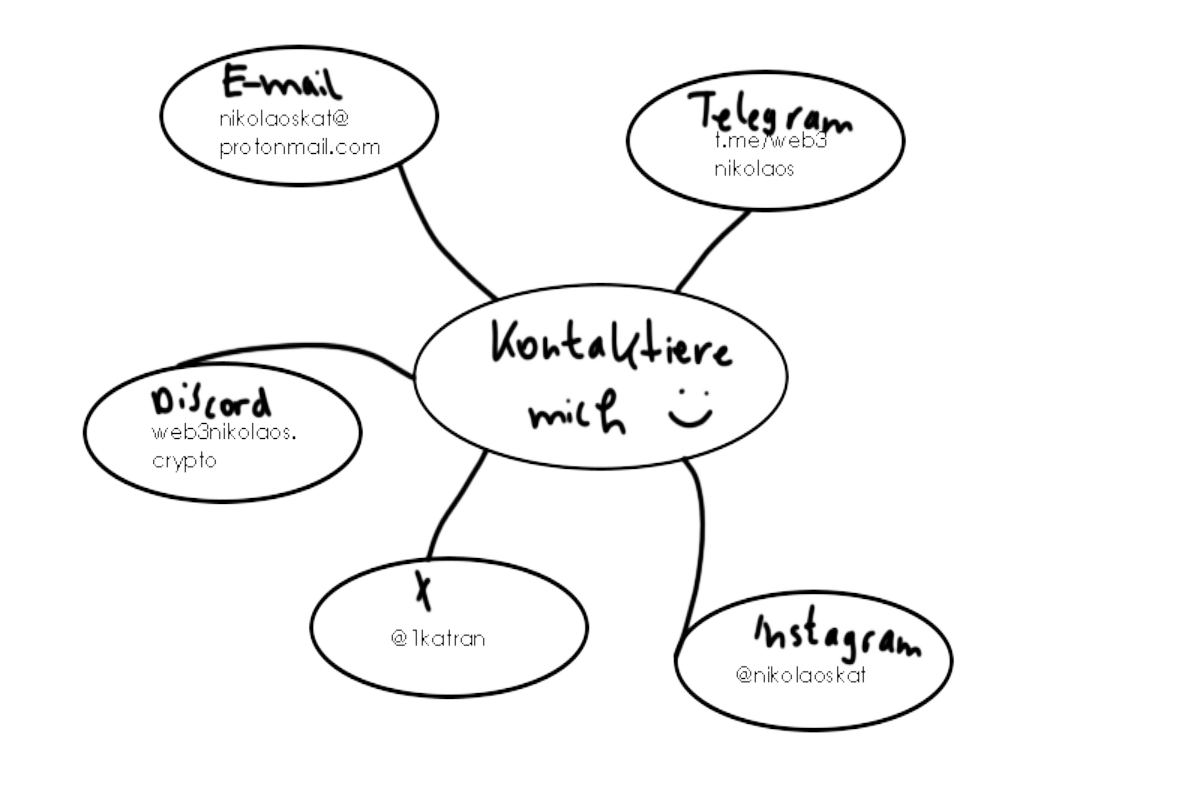 E-mail
nikolaoskat@
protonmail.com
Telegram
t.me/web3
nikolaos
Kontaktiere
mich
Discord
web3nikolaos.
crypto
X
@1katran
Instagram
@nikolaoskat